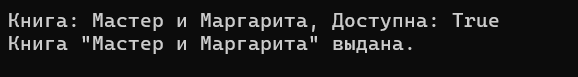 Книга: Мастер и Маргарита, Доступна: True
Книга "Мастер и Маргарита" выдана.